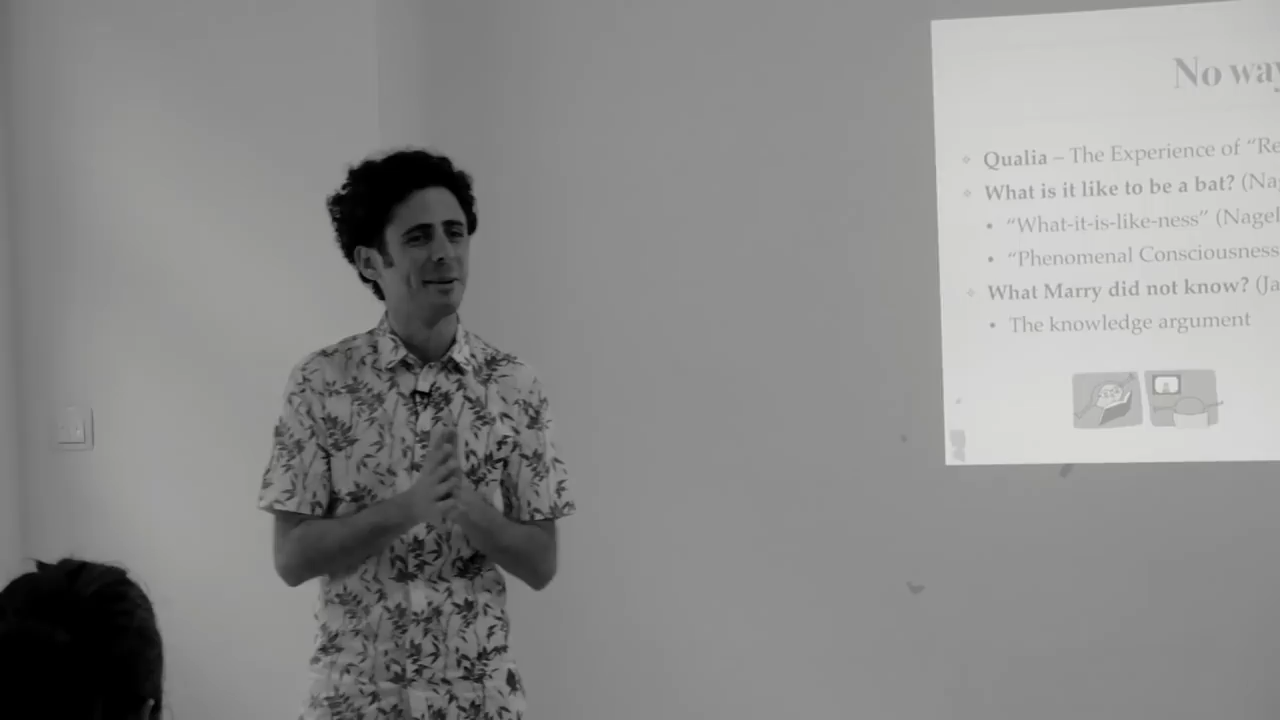 No way
Qualia – The Experience of “Re
What is it like to be a bat? (Nag
“What-it-is-like-ness” (Nagel
“Phenomenal Consciousness
What Marry did not know? (Ja
The knowledge argument